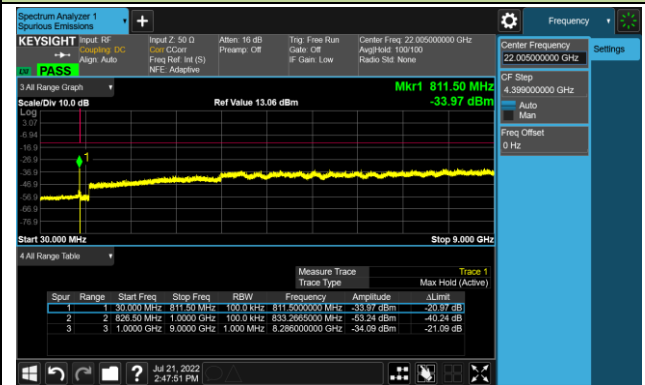 Spectrum Analyzer 1
Spurious Emissions
+
Frequency
KEYSIGHT Input: RF Input Z: 50 Ω Atten: 16 dB Trig: Free Run Center Freq: 22.005000000 GHz
Coupling: DC Corr CCorr Preamp: Off Gate: Off Avg|Hold: 100/100
Align: Auto Freq Ref: Int (S) IF Gain: Low Radio Std: None
NFE: Adaptive
PASS
Center Frequency
22.005000000 GHz
Settings
CF Step
4.399000000 GHz
Auto
Man
Freq Offset
0 Hz
3 All Range Graph
Mkr1 811.50 MHz
Scale/Div 10.0 dB Ref Value 13.06 dBm -33.97 dBm
Log
3.07
-6.94
-16.9
-26.9
-36.9
-46.9
-56.9
-66.9
-76.9
1
Start 30.000 MHz Stop 9.000 GHz
4 All Range Table
Measure Trace Trace 1
Trace Type Max Hold (Active)
Spur Range Start Freq Stop Freq RBW Frequency Amplitude ΔLimit
1 1 30.000 MHz 811.50 MHz 100.0 kHz 811.5000000 MHz -33.97 dBm -20.97 dB
2 2 826.50 MHz 1.0000 GHz 100.0 kHz 833.2665000 MHz -53.24 dBm -40.24 dB
3 3 1.0000 GHz 9.0000 GHz 1.000 MHz 8.286000000 GHz -34.09 dBm -21.09 dB
? Jul 21, 2022
2:47:51 PM